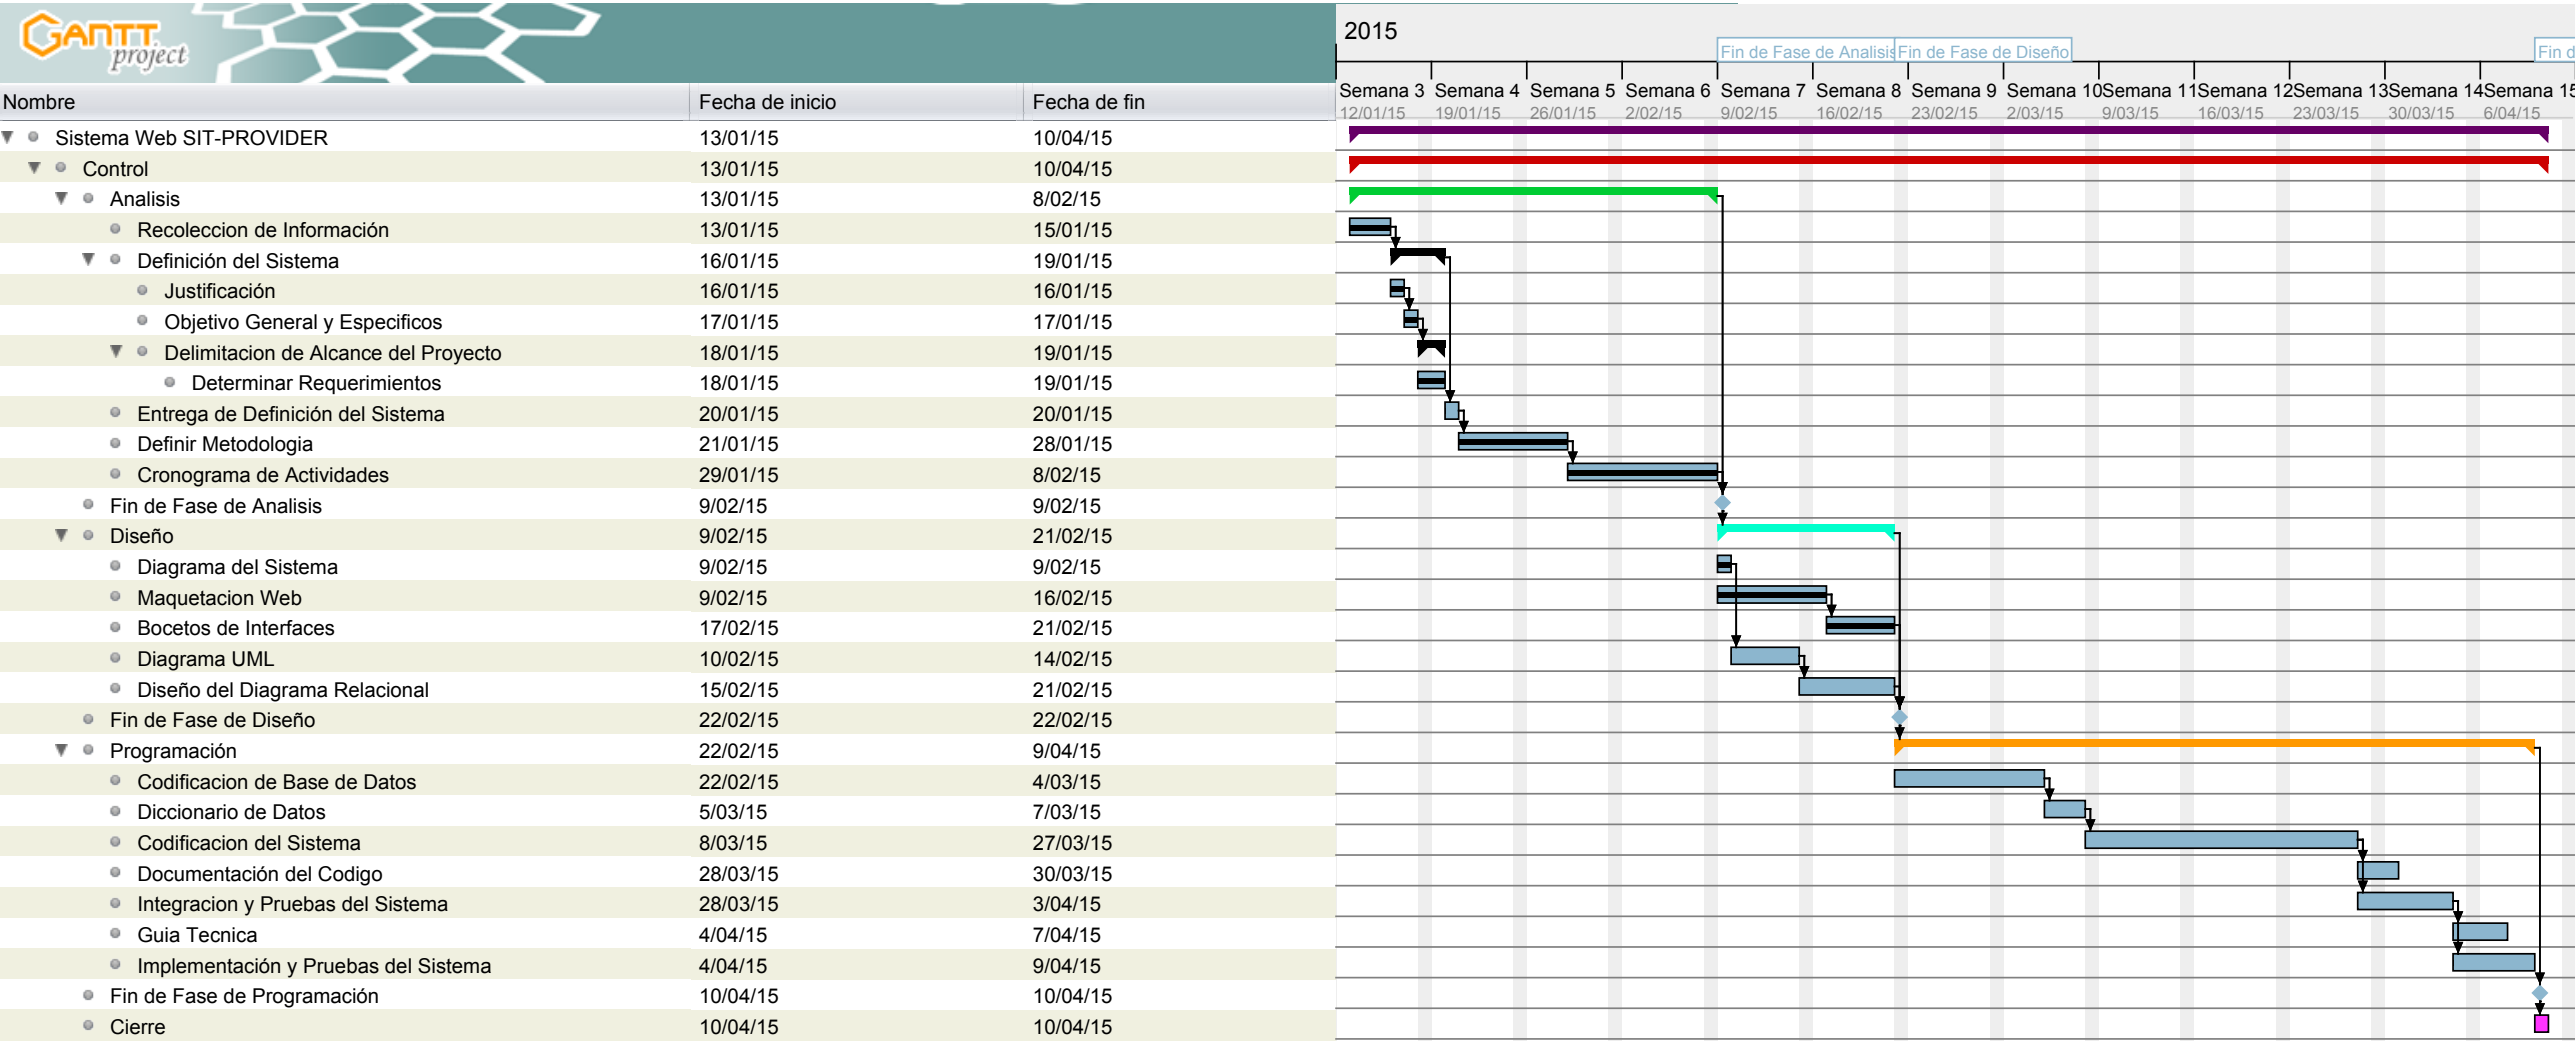 GANTT
project
2015
Fin de Fase de Analisis Fin de Fase de Diseño Fin d
Nombre Fecha de inicio Fecha de fin
Semana 3 Semana 4 Semana 5 Semana 6 Semana 7 Semana 8 Semana 9 Semana 10 Semana 11 Semana 12 Semana 13 Semana 14 Semana 15
12/01/15 19/01/15 26/01/15 2/02/15 9/02/15 16/02/15 23/02/15 2/03/15 9/03/15 16/03/15 23/03/15 30/03/15 6/04/15
Sistema Web SIT-PROVIDER 13/01/15 10/04/15
Control 13/01/15 10/04/15
Analisis 13/01/15 8/02/15
Recoleccion de Información 13/01/15 15/01/15
Definición del Sistema 16/01/15 19/01/15
Justificación 16/01/15 16/01/15
Objetivo General y Especificos 17/01/15 17/01/15
Delimitacion de Alcance del Proyecto 18/01/15 19/01/15
Determinar Requerimientos 18/01/15 19/01/15
Entrega de Definición del Sistema 20/01/15 20/01/15
Definir Metodologia 21/01/15 28/01/15
Cronograma de Actividades 29/01/15 8/02/15
Fin de Fase de Analisis 9/02/15 9/02/15
Diseño 9/02/15 21/02/15
Diagrama del Sistema 9/02/15 9/02/15
Maquetacion Web 9/02/15 16/02/15
Bocetos de Interfaces 17/02/15 21/02/15
Diagrama UML 10/02/15 14/02/15
Diseño del Diagrama Relacional 15/02/15 21/02/15
Fin de Fase de Diseño 22/02/15 22/02/15
Programación 22/02/15 9/04/15
Codificacion de Base de Datos 22/02/15 4/03/15
Diccionario de Datos 5/03/15 7/03/15
Codificacion del Sistema 8/03/15 27/03/15
Documentación del Codigo 28/03/15 30/03/15
Integracion y Pruebas del Sistema 28/03/15 3/04/15
Guia Tecnica 4/04/15 7/04/15
Implementación y Pruebas del Sistema 4/04/15 9/04/15
Fin de Fase de Programación 10/04/15 10/04/15
Cierre 10/04/15 10/04/15